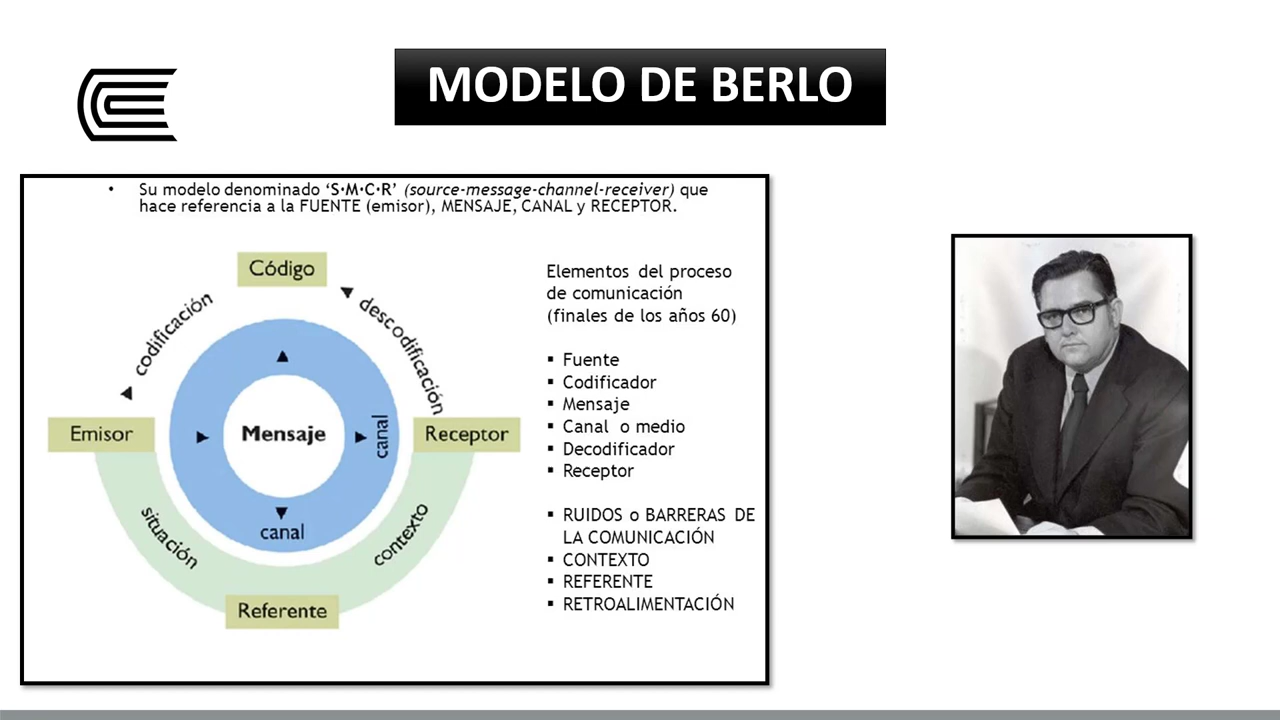 MODELO DE BERLO
• Su modelo denominado ‘S·M·C·R’ (source-message-channel-receiver) que
hace referencia a la FUENTE (emisor), MENSAJE, CANAL y RECEPTOR.
Código
codificación
descodificación
Emisor
Mensaje
canal
Receptor
canal
situación
contexto
Referente
Elementos del proceso
de comunicación
(finales de los años 60)
▪ Fuente
▪ Codificador
▪ Mensaje
▪ Canal o medio
▪ Decodificador
▪ Receptor
▪ RUIDOS o BARRERAS DE
LA COMUNICACIÓN
▪ CONTEXTO
▪ REFERENTE
▪ RETROALIMENTACIÓN